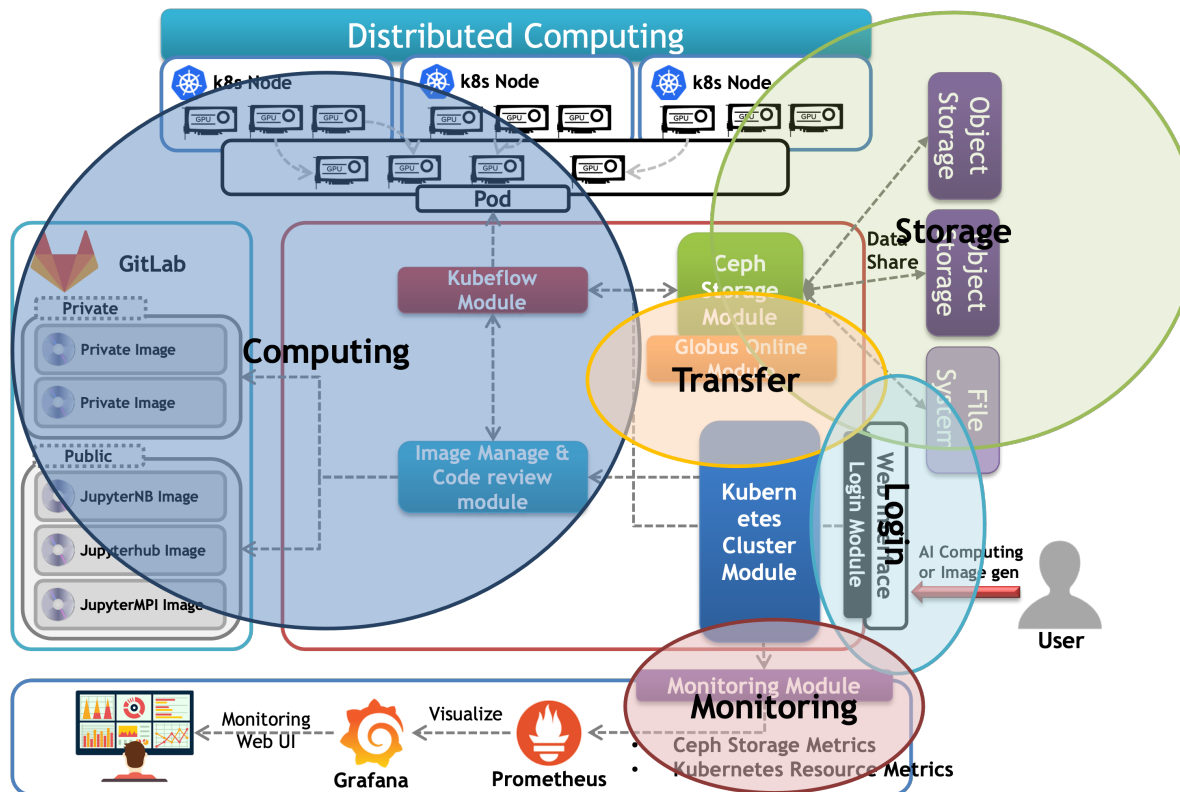 Distributed Computing
k8s Node
k8s Node
k8s Node
GPU
GPU
GPU
GPU
GPU
GPU
GPU
GPU
GPU
GPU
GPU
GPU
GPU
Pod
GitLab
Private
Private Image
Private Image
Public
JupyterNB Image
Jupyterhub Image
JupyterMPI Image
Computing
Kubeflow
Module
Image Manage &
Code review
module
Ceph
Storage
Module
Globus Online
Module
Transfer
Data
Share
Storage
Object
Storage
Object
Storage
File
System
Kubern
etes
Cluster
Module
Login Module
Web Interface
Login
AI Computing
or Image gen
User
Monitoring Module
Monitoring
• Ceph Storage Metrics
• Kubernetes Resource Metrics
Prometheus
Visualize
Grafana
Monitoring
Web UI